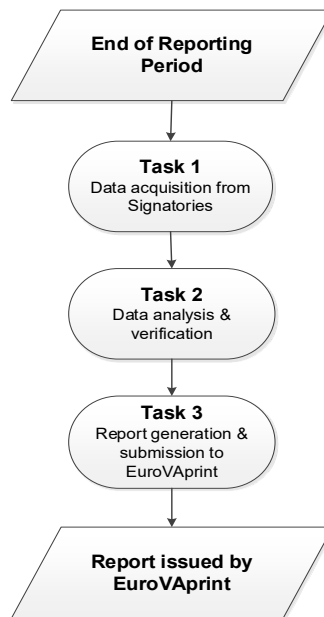 End of Reporting
Period
Task 1
Data acquisition from
Signatories
Task 2
Data analysis &
verification
Task 3
Report generation &
submission to
EuroVAprint
Report issued by
EuroVAprint